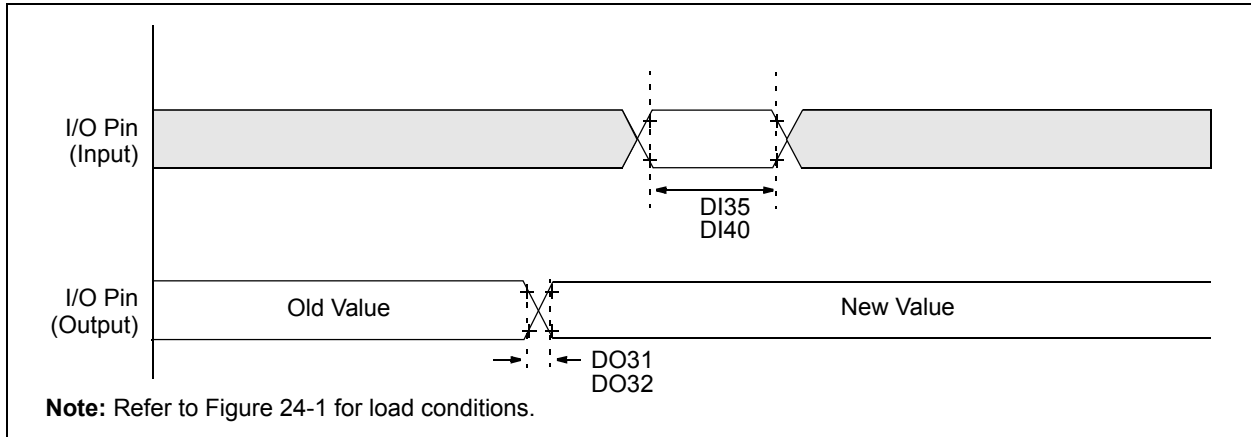 I/O Pin
(Input)
DI35
DI40
I/O Pin
(Output)
Old Value
New Value
DO31
DO32
Note: Refer to Figure 24-1 for load conditions.